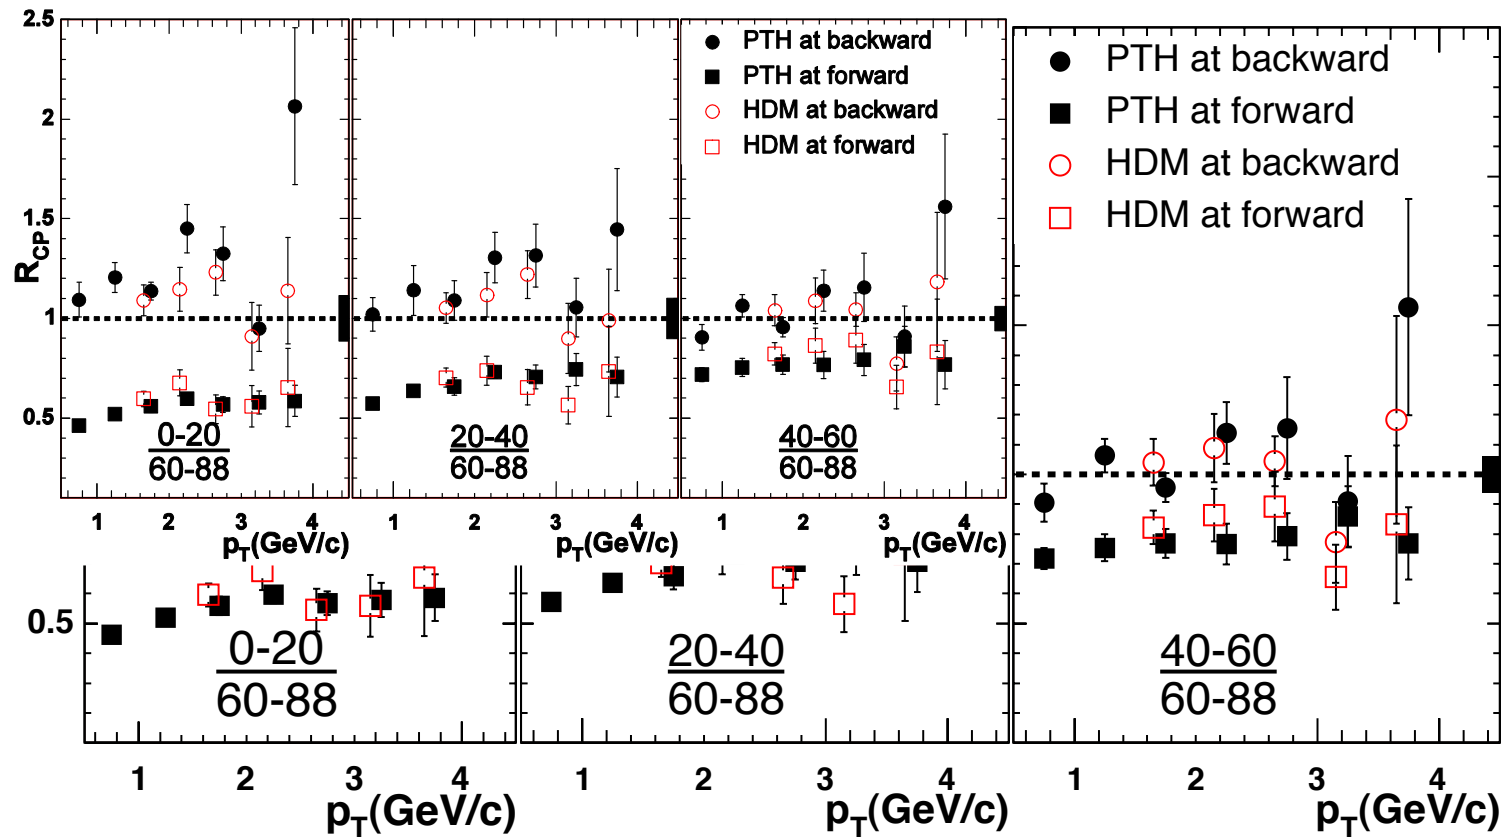 2.5
2
1.5
1
0.5
R_CP
PTH at backward
PTH at forward
HDM at backward
HDM at forward
0-20
60-88
20-40
60-88
40-60
60-88
1 2 3 4
1 2 3 4
1 2 3 4
p_T(GeV/c)
p_T(GeV/c)
p_T(GeV/c)
PTH at backward
PTH at forward
HDM at backward
HDM at forward
0.5
0-20
60-88
20-40
60-88
40-60
60-88
1 2 3 4
1 2 3 4
1 2 3 4
p_T(GeV/c)
p_T(GeV/c)
p_T(GeV/c)